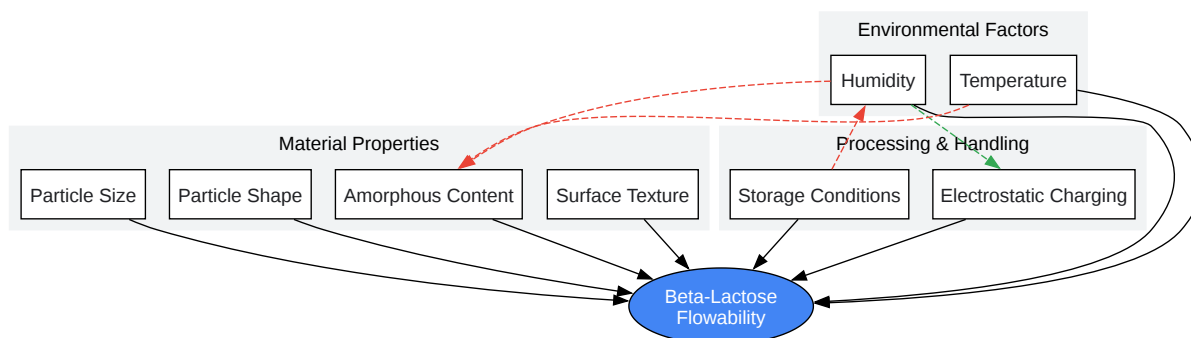 Environmental Factors
Humidity
Temperature
Material Properties
Processing & Handling
Particle Size
Particle Shape
Amorphous Content
Surface Texture
Storage Conditions
Electrostatic Charging
Beta-Lactose
Flowability